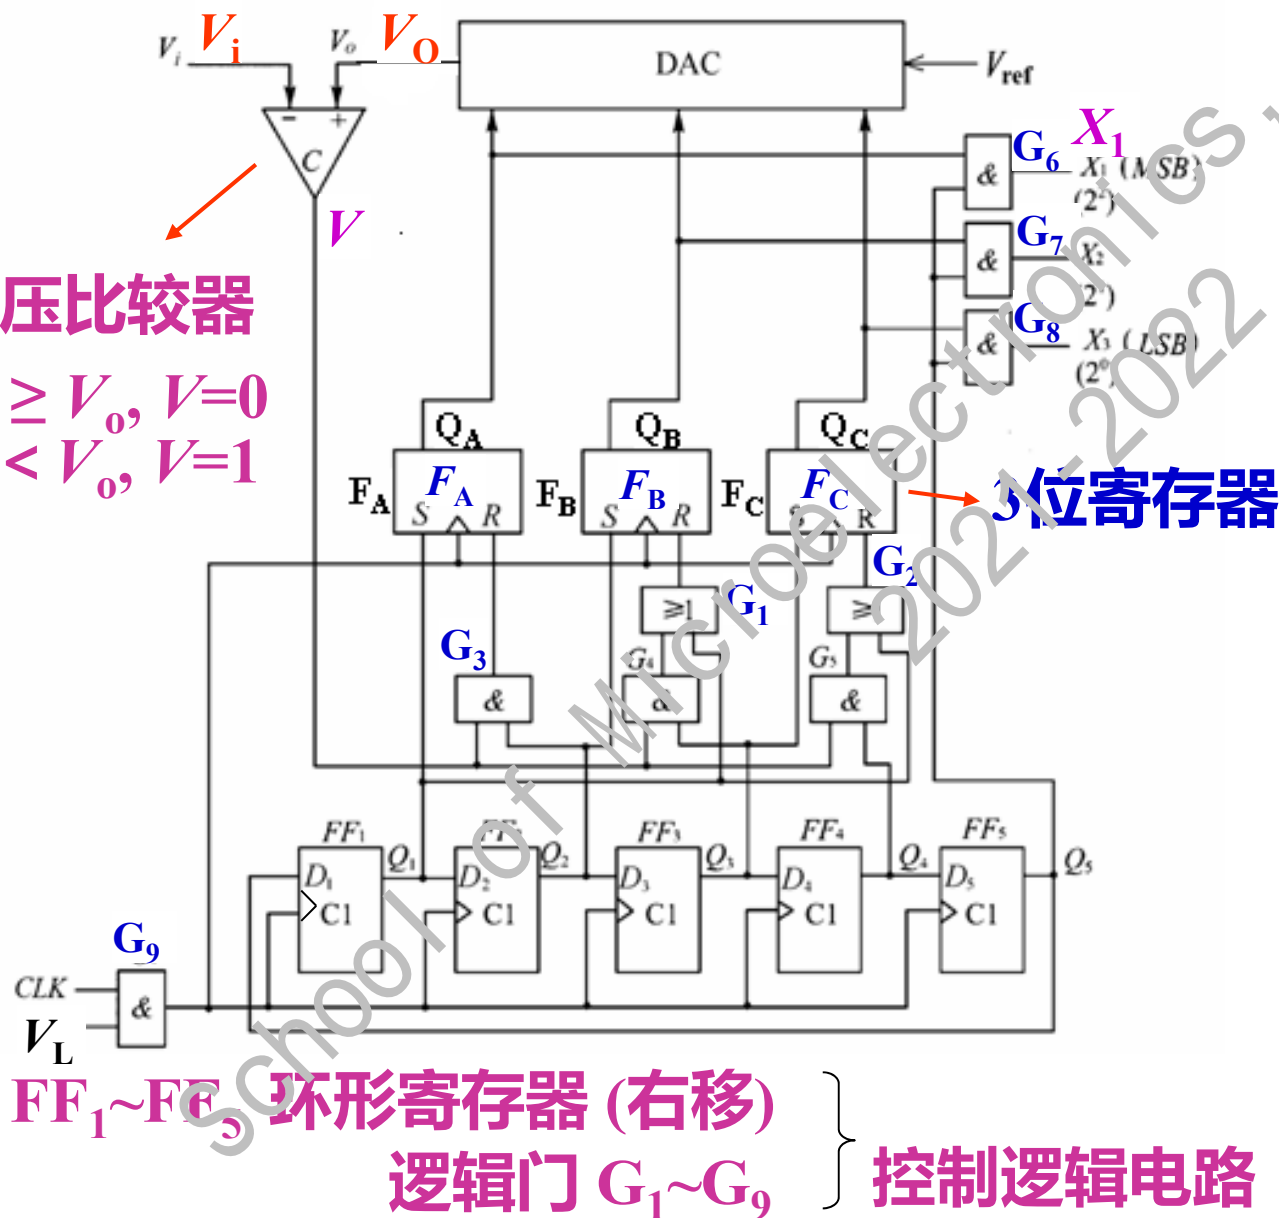 Vi Vi Vo VO
DAC
Vref
− +
C
V
& G6 X1
X1 (MSB)
(2²)
& G7 X2
(2¹)
& G8 X3 (LSB)
(2⁰)
压比较器
≥ Vo, V=0
< Vo, V=1
QA QB QC
FA FA FB FB FC FC
S R S R S R
3位寄存器
≥1 G1 G2
G3 G4 G5
& & &
FF1 FF2 FF3 FF4 FF5
Q1 Q2 Q3 Q4 Q5
D1 D2 D3 D4 D5
C1 C1 C1 C1 C1
G9
CLK
&
VL
FF1~FF5 环形寄存器 (右移)
逻辑门 G1~G9
控制逻辑电路
School of Microelectronics,
2021-2022